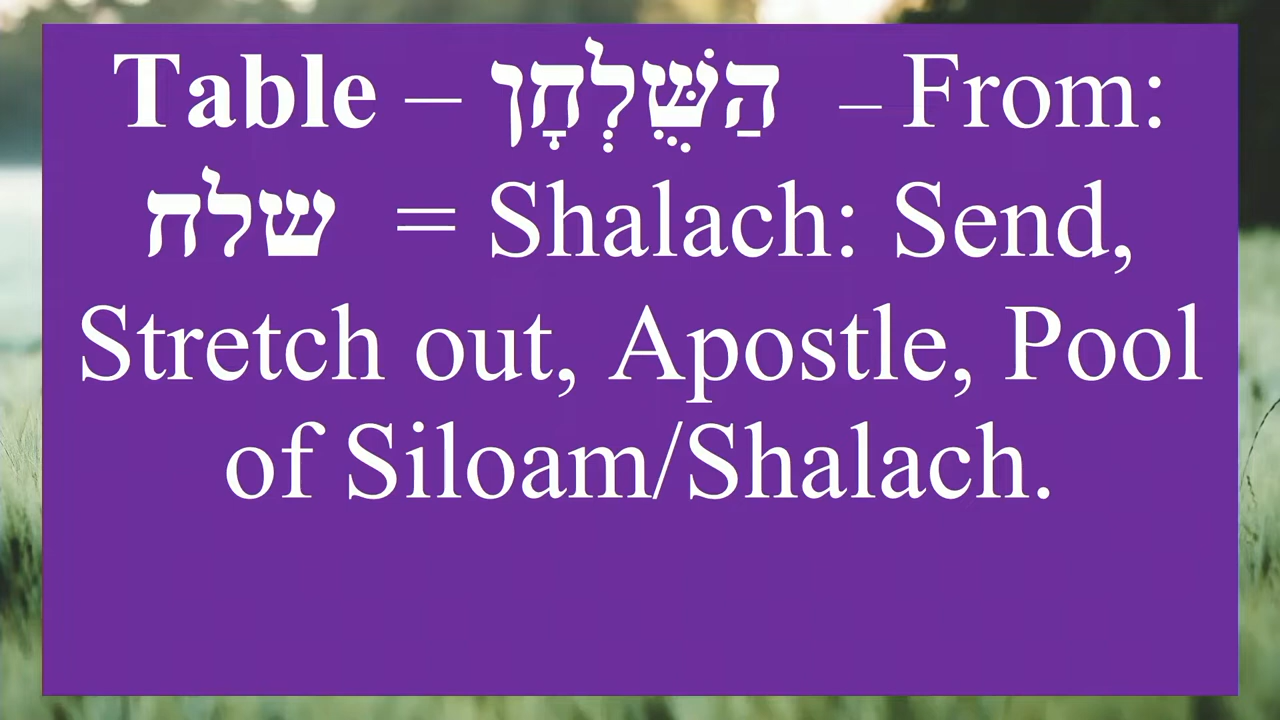 Table – הַשֻּׁלְחָן – From:
שלח = Shalach: Send,
Stretch out, Apostle, Pool
of Siloam/Shalach.